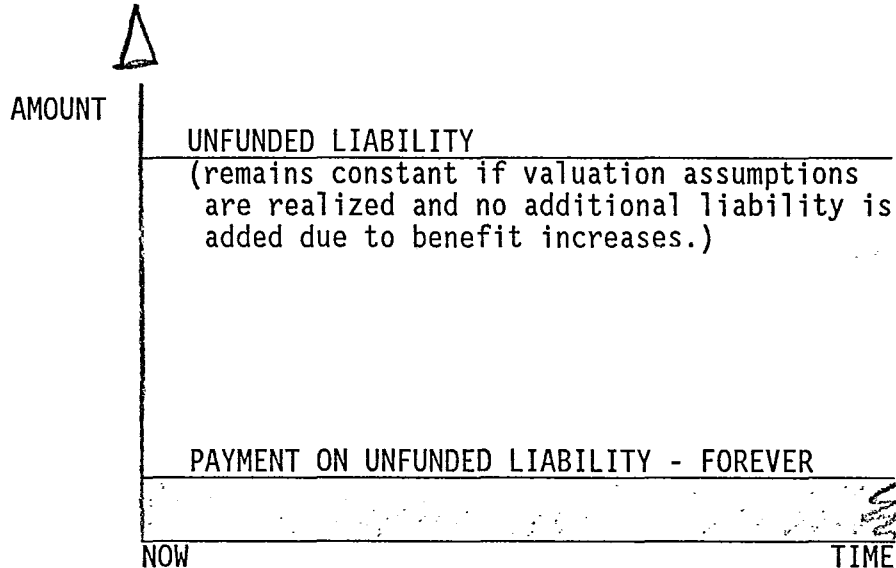 AMOUNT
UNFUNDED LIABILITY
(remains constant if valuation assumptions
are realized and no additional liability is
added due to benefit increases.)
PAYMENT ON UNFUNDED LIABILITY - FOREVER
NOW TIME